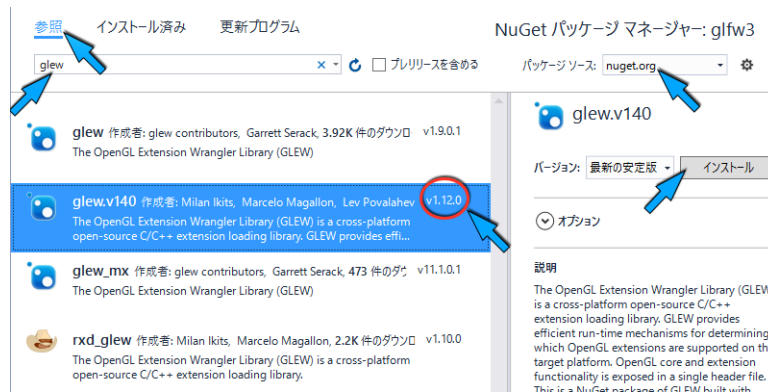 参照 インストール済み 更新プログラム
NuGet パッケージ マネージャー: glfw3
glew
プレリリースを含める
パッケージ ソース: nuget.org
glew 作成者: glew contributors, Garrett Serack, 3.92K 件のダウンロ v1.9.0.1
The OpenGL Extension Wrangler Library (GLEW)
glew.v140 作成者: Milan Ikits, Marcelo Magallon, Lev Povalahev v1.12.0
The OpenGL Extension Wrangler Library (GLEW) is a cross-platform
open-source C/C++ extension loading library. GLEW provides effi...
glew_mx 作成者: glew contributors, Garrett Serack, 473 件のダウ v11.1.0.1
The OpenGL Extension Wrangler Library (GLEW)
rxd_glew 作成者: Milan Ikits, Marcelo Magallon, 2.2K 件のダウンロ v1.10.0
The OpenGL Extension Wrangler Library (GLEW) is a cross-platform
open-source C/C++ extension loading library.
glew.v140
バージョン: 最新の安定版 インストール
オプション
説明
The OpenGL Extension Wrangler Library (GLEW
is a cross-platform open-source C/C++
extension loading library. GLEW provides
efficient run-time mechanisms for determining
which OpenGL extensions are supported on th
target platform. OpenGL core and extension
functionality is exposed in a single header file.
This is a NuGet package of GLEW built with